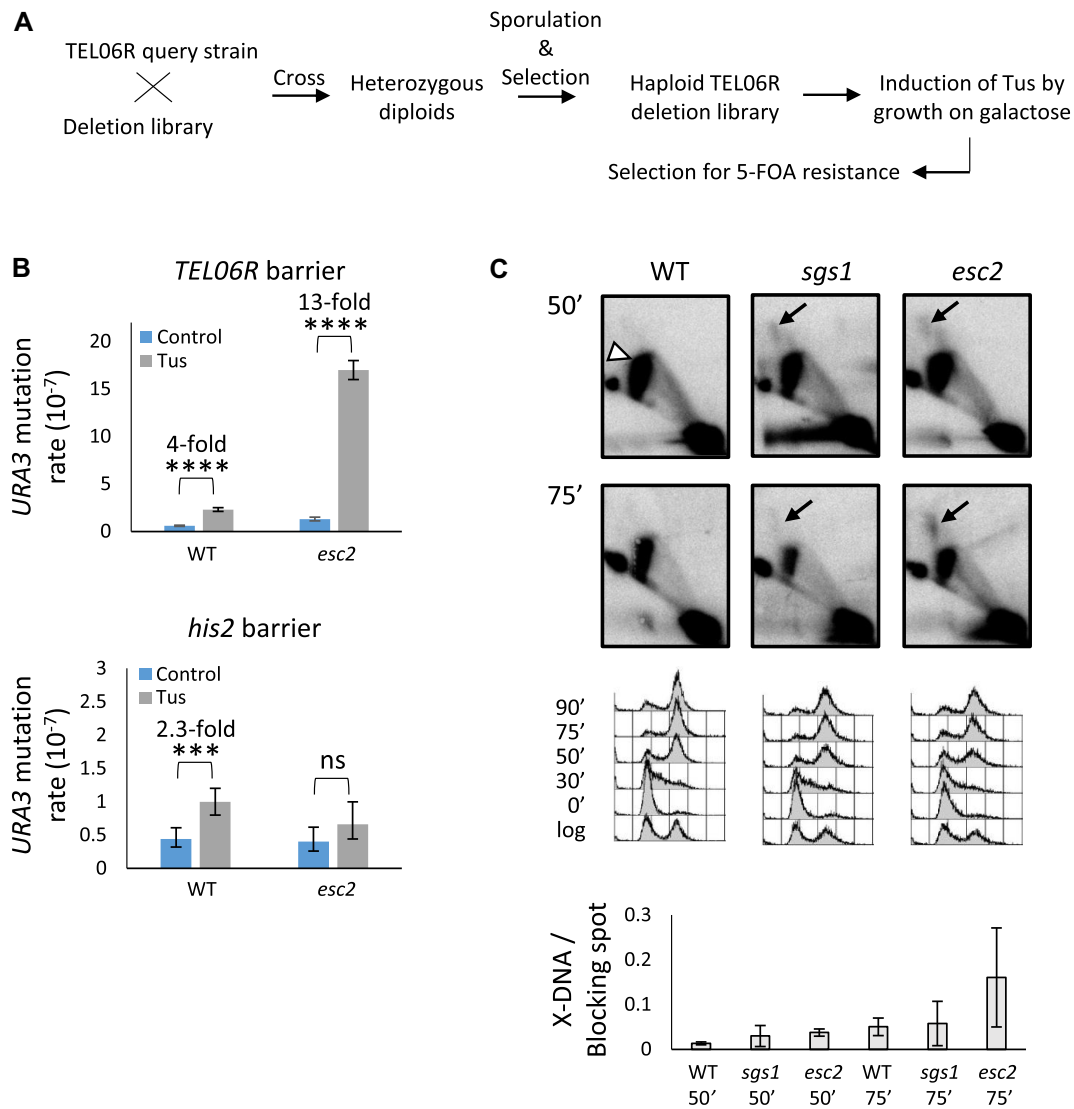 A
TEL06R query strain
Deletion library
Cross
Heterozygous
diploids
Sporulation
&
Selection
Haploid TEL06R
deletion library
Induction of Tus by
growth on galactose
Selection for 5-FOA resistance
B
TEL06R barrier
13-fold
****
Control
Tus
4-fold
****
URA3 mutation
rate (10-7)
20
15
10
5
0
WT
esc2
his2 barrier
Control
Tus
2.3-fold
***
ns
URA3 mutation
rate (10-7)
3
2.5
2
1.5
1
0.5
0
WT
esc2
C
WT
sgs1
esc2
50’
75’
90’
75’
50’
30’
0’
log
X-DNA /
Blocking spot
0.3
0.2
0.1
0
WT
50’
sgs1
50’
esc2
50’
WT
75’
sgs1
75’
esc2
75’